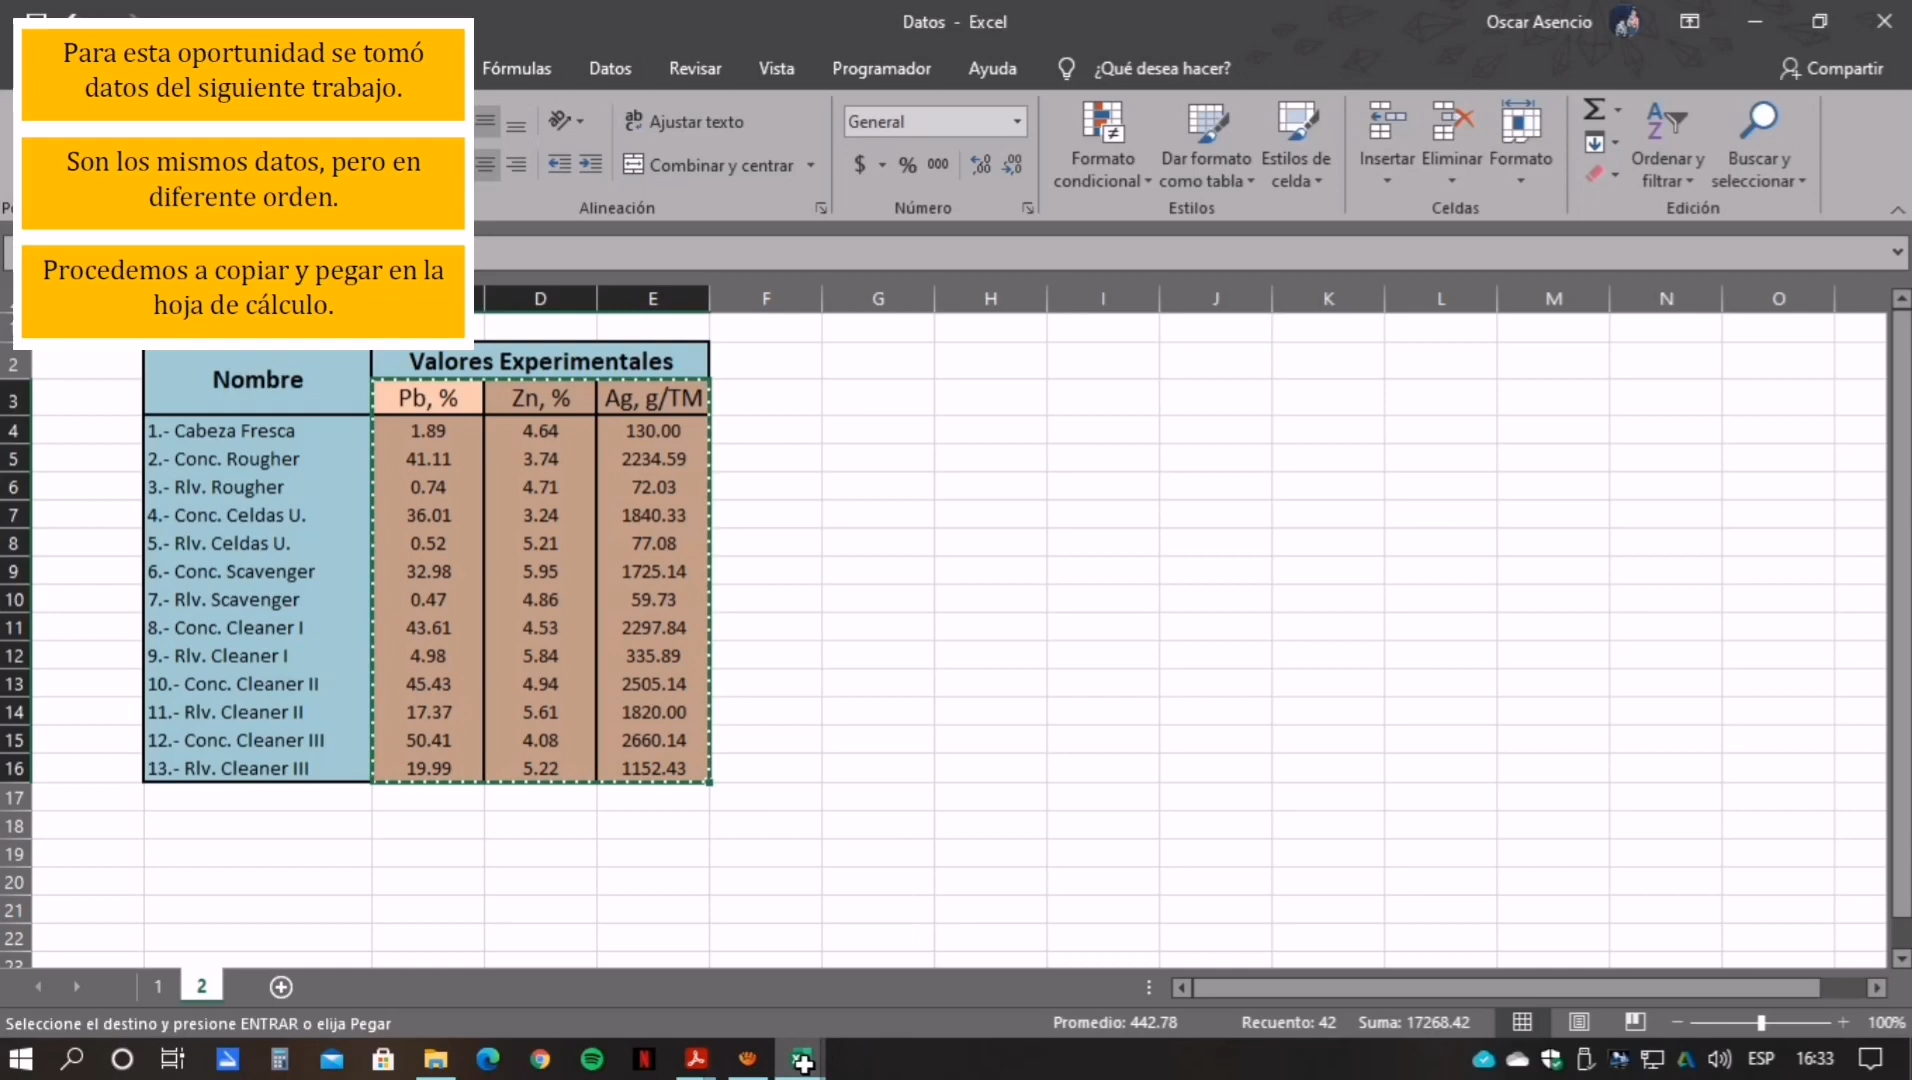 Datos - Excel
Oscar Asencio
Para esta oportunidad se tomó
datos del siguiente trabajo.
Son los mismos datos, pero en
diferente orden.
Procedemos a copiar y pegar en la
hoja de cálculo.
Fórmulas Datos Revisar Vista Programador Ayuda ¿Qué desea hacer? Compartir
Ajustar texto
Combinar y centrar
Alineación
General
$ % 000
Número
Formato condicional
Dar formato como tabla
Estilos de celda
Estilos
Insertar Eliminar Formato
Celdas
Ordenar y filtrar
Buscar y seleccionar
Edición
D E F G H I J K L M N O
2 Nombre Valores Experimentales
3 Pb, % Zn, % Ag, g/TM
4 1.- Cabeza Fresca 1.89 4.64 130.00
5 2.- Conc. Rougher 41.11 3.74 2234.59
6 3.- Rlv. Rougher 0.74 4.71 72.03
7 4.- Conc. Celdas U. 36.01 3.24 1840.33
8 5.- Rlv. Celdas U. 0.52 5.21 77.08
9 6.- Conc. Scavenger 32.98 5.95 1725.14
10 7.- Rlv. Scavenger 0.47 4.86 59.73
11 8.- Conc. Cleaner I 43.61 4.53 2297.84
12 9.- Rlv. Cleaner I 4.98 5.84 335.89
13 10.- Conc. Cleaner II 45.43 4.94 2505.14
14 11.- Rlv. Cleaner II 17.37 5.61 1820.00
15 12.- Conc. Cleaner III 50.41 4.08 2660.14
16 13.- Rlv. Cleaner III 19.99 5.22 1152.43
17
18
19
20
21
22
23
1 2
Seleccione el destino y presione ENTRAR o elija Pegar
Promedio: 442.78 Recuento: 42 Suma: 17268.42 100%
ESP 16:33